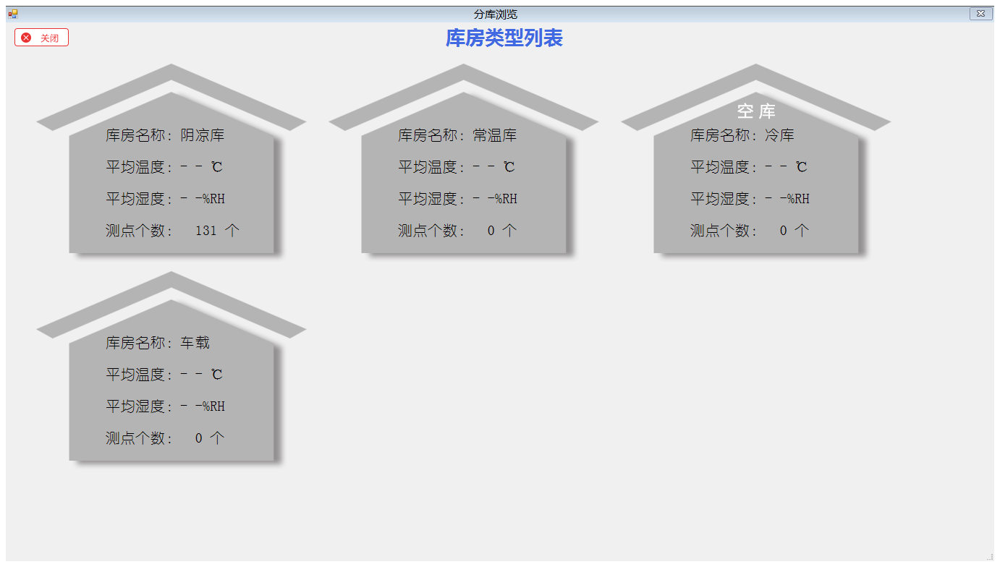 分库浏览
关闭
库房类型列表
库房名称：阴凉库
平均温度：- - ℃
平均湿度：- -%RH
测点个数： 131 个
库房名称：常温库
平均温度：- - ℃
平均湿度：- -%RH
测点个数： 0 个
空 库
库房名称：冷库
平均温度：- - ℃
平均湿度：- -%RH
测点个数： 0 个
库房名称：车载
平均温度：- - ℃
平均湿度：- -%RH
测点个数： 0 个